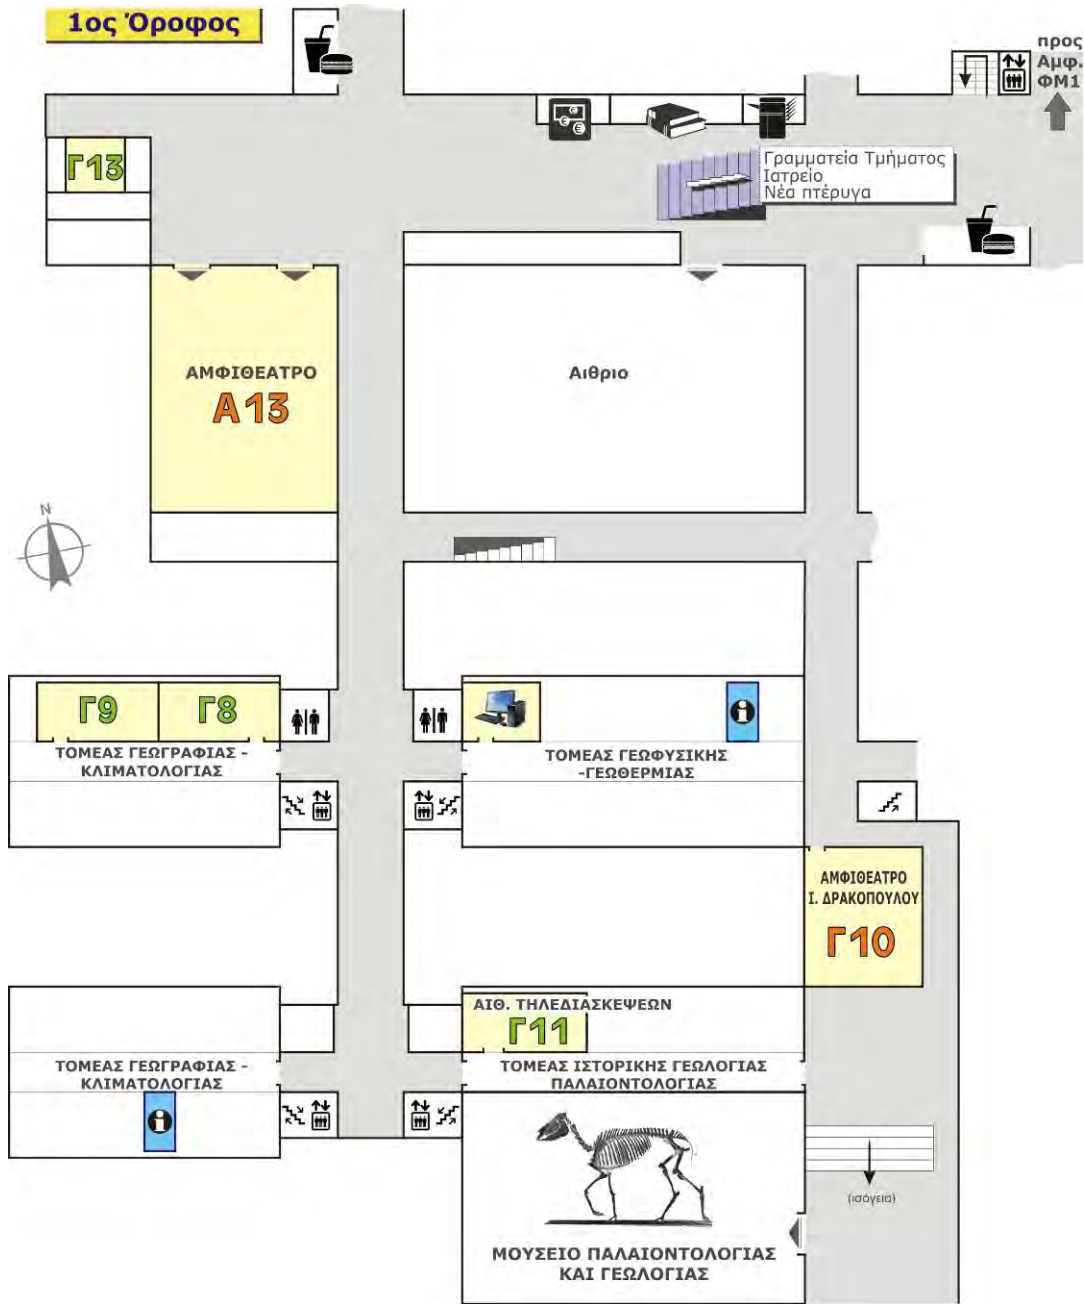 1ος Όροφος
προς
Αμφ.
ΦΜ1
Γ13
Γραμματεία Τμήματος
Ιατρείο
Νέα πτέρυγα
ΑΜΦΙΘΕΑΤΡΟ
Α13
Αιθριο
N
Γ9
Γ8
ΤΟΜΕΑΣ ΓΕΩΓΡΑΦΙΑΣ -
ΚΛΙΜΑΤΟΛΟΓΙΑΣ
ΤΟΜΕΑΣ ΓΕΩΦΥΣΙΚΗΣ
-ΓΕΩΘΕΡΜΙΑΣ
ΑΜΦΙΘΕΑΤΡΟ
Ι. ΔΡΑΚΟΠΟΥΛΟΥ
Γ10
ΑΙΘ. ΤΗΛΕΔΙΑΣΚΕΨΕΩΝ
Γ11
ΤΟΜΕΑΣ ΓΕΩΓΡΑΦΙΑΣ -
ΚΛΙΜΑΤΟΛΟΓΙΑΣ
ΤΟΜΕΑΣ ΙΣΤΟΡΙΚΗΣ ΓΕΩΛΟΓΙΑΣ
ΠΑΛΑΙΟΝΤΟΛΟΓΙΑΣ
(ισόγειο)
ΜΟΥΣΕΙΟ ΠΑΛΑΙΟΝΤΟΛΟΓΙΑΣ
ΚΑΙ ΓΕΩΛΟΓΙΑΣ